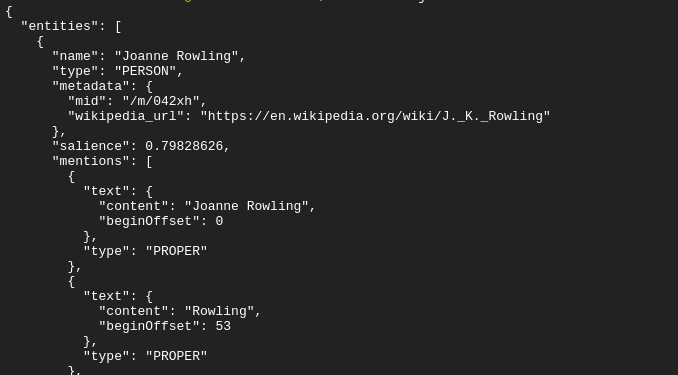 {
  "entities": [
    {
      "name": "Joanne Rowling",
      "type": "PERSON",
      "metadata": {
        "mid": "/m/042xh",
        "wikipedia_url": "https://en.wikipedia.org/wiki/J._K._Rowling"
      },
      "salience": 0.79828626,
      "mentions": [
        {
          "text": {
            "content": "Joanne Rowling",
            "beginOffset": 0
          },
          "type": "PROPER"
        },
        {
          "text": {
            "content": "Rowling",
            "beginOffset": 53
          },
          "type": "PROPER"
        },